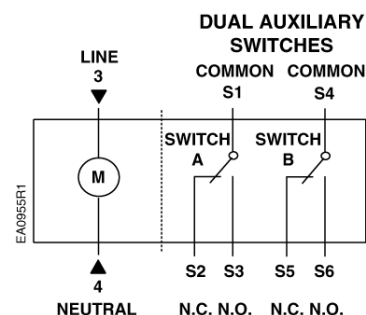 DUAL AUXILIARY
SWITCHES
LINE
3
COMMON COMMON
S1 S4
SWITCH
A
SWITCH
B
M
EA0955R1
4
NEUTRAL
S2 S3 S5 S6
N.C. N.O. N.C. N.O.